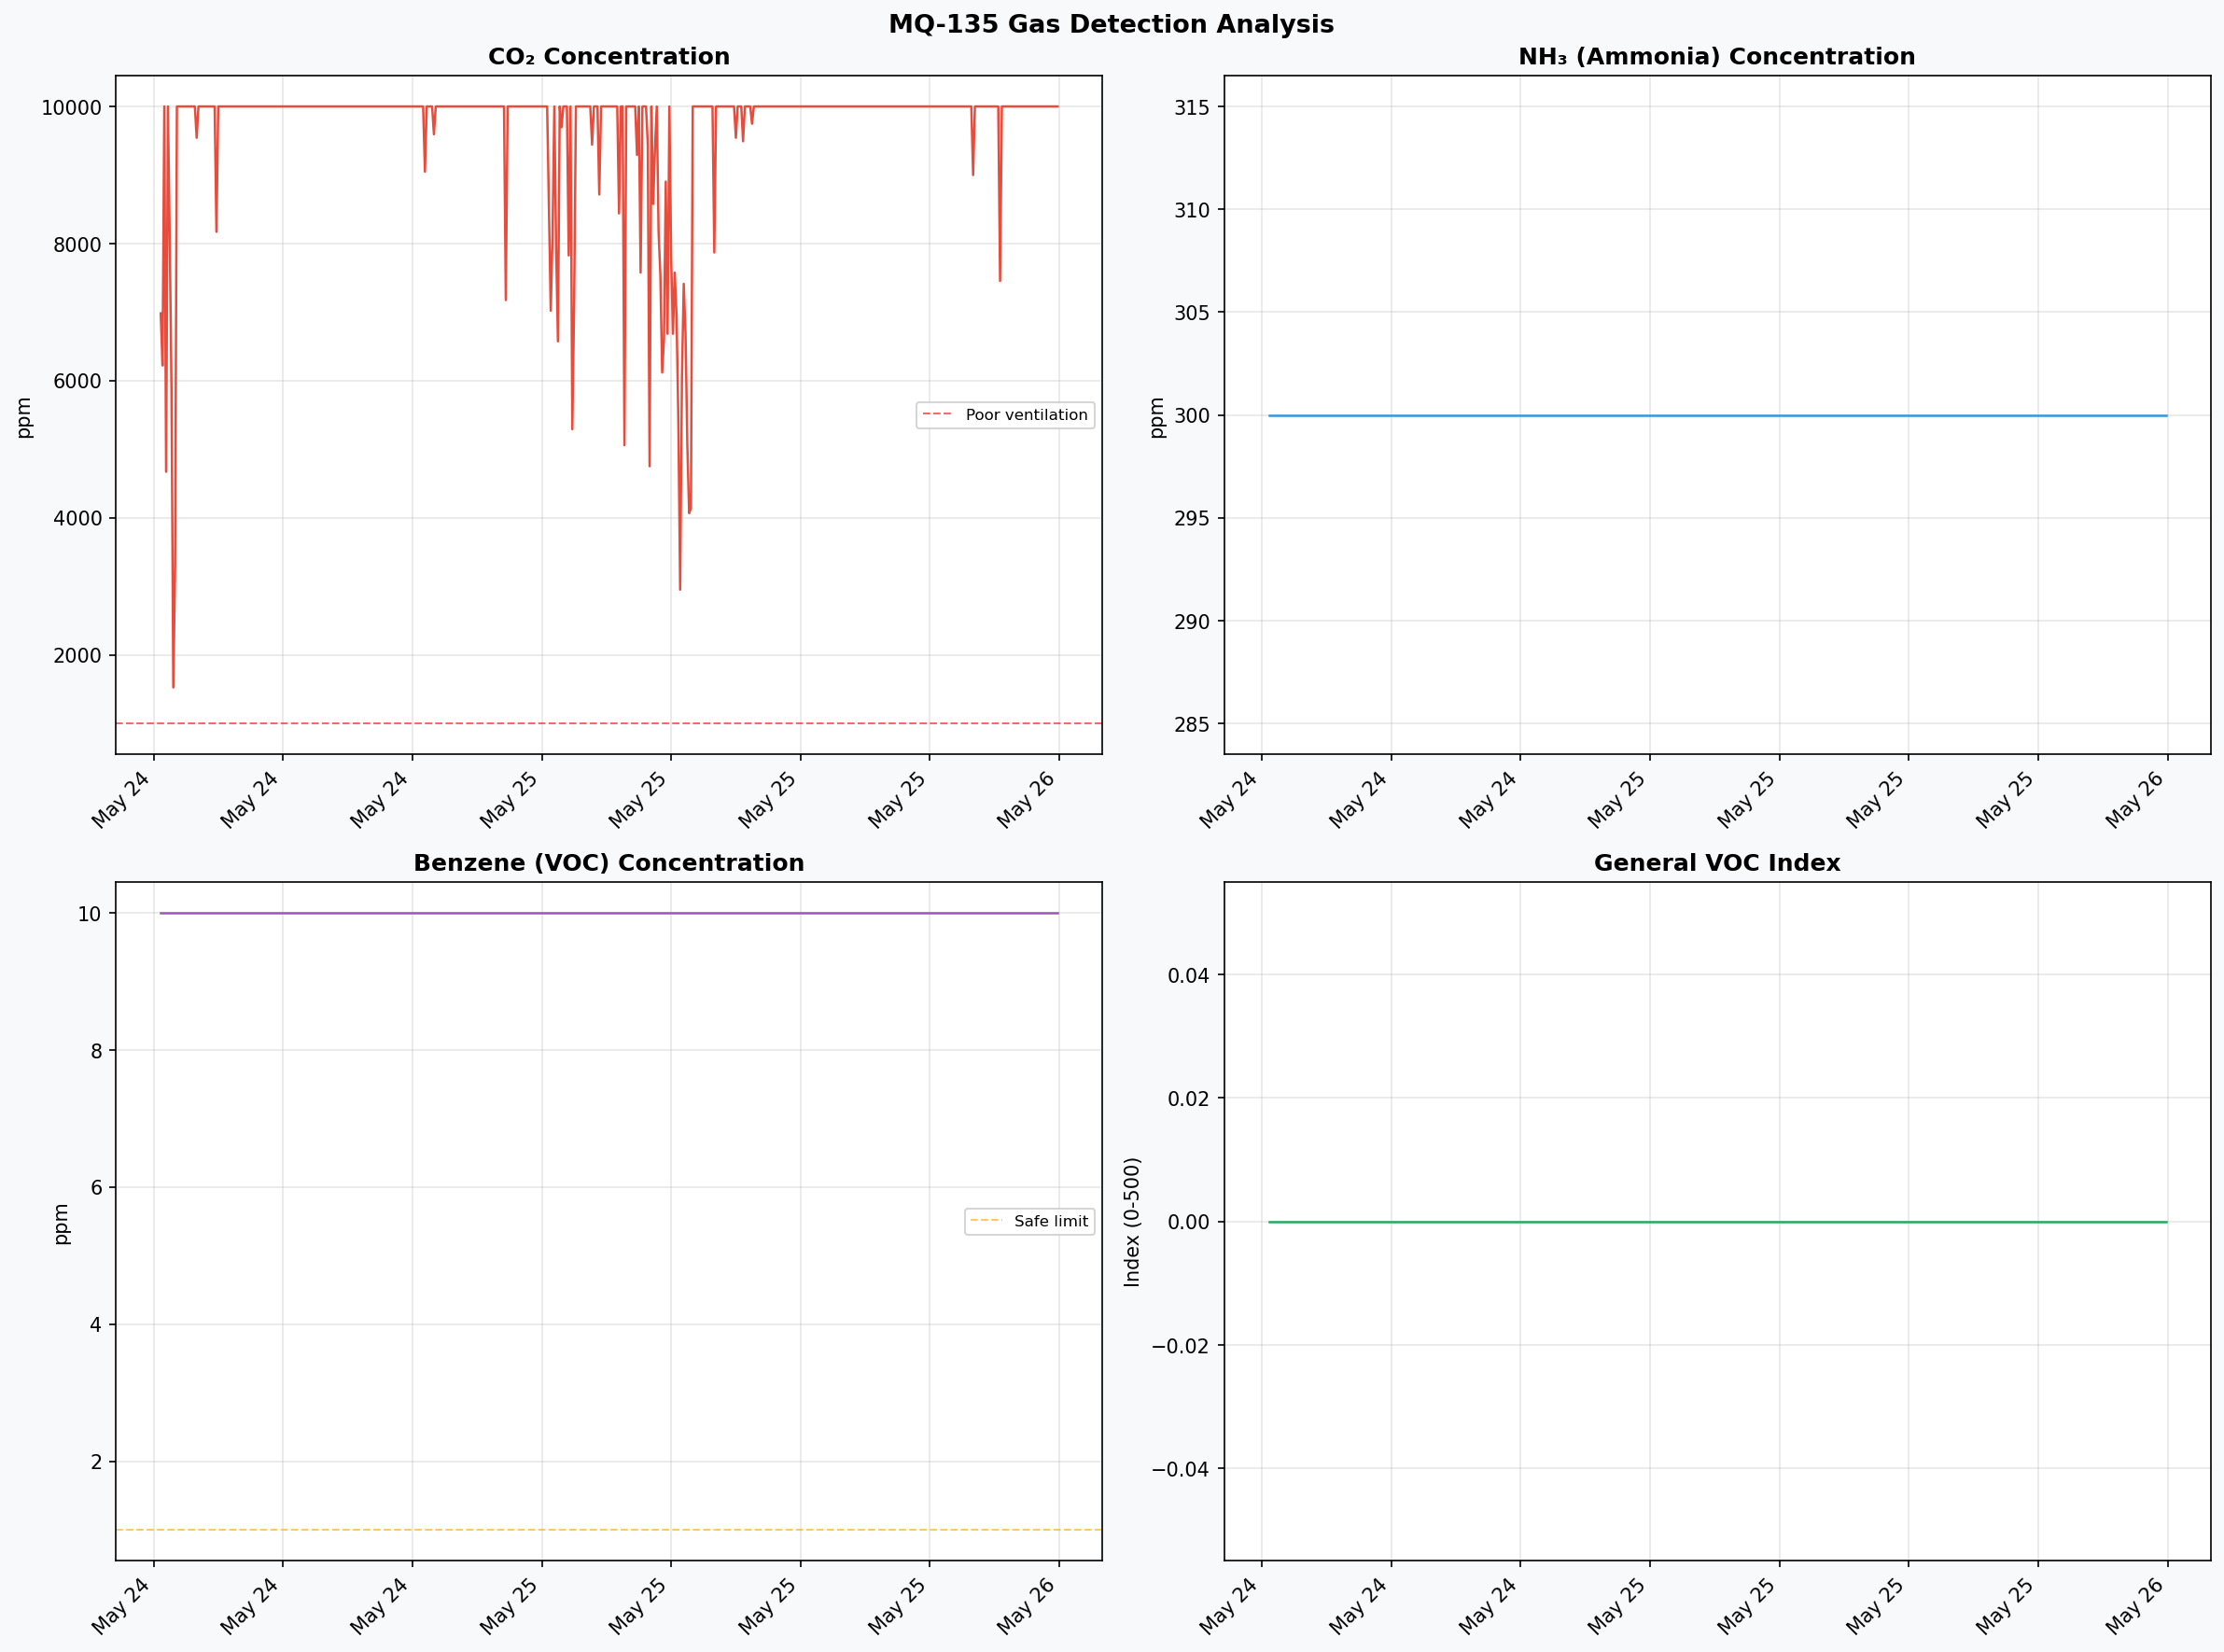 MQ-135 Gas Detection Analysis
CO₂ Concentration
ppm
10000
8000
6000
4000
2000
Poor ventilation
May 24
May 24
May 24
May 25
May 25
May 25
May 25
May 26
NH₃ (Ammonia) Concentration
ppm
315
310
305
300
295
290
285
May 24
May 24
May 24
May 25
May 25
May 25
May 25
May 26
Benzene (VOC) Concentration
ppm
10
8
6
4
2
Safe limit
May 24
May 24
May 24
May 25
May 25
May 25
May 25
May 26
General VOC Index
Index (0-500)
0.04
0.02
0.00
−0.02
−0.04
May 24
May 24
May 24
May 25
May 25
May 25
May 25
May 26